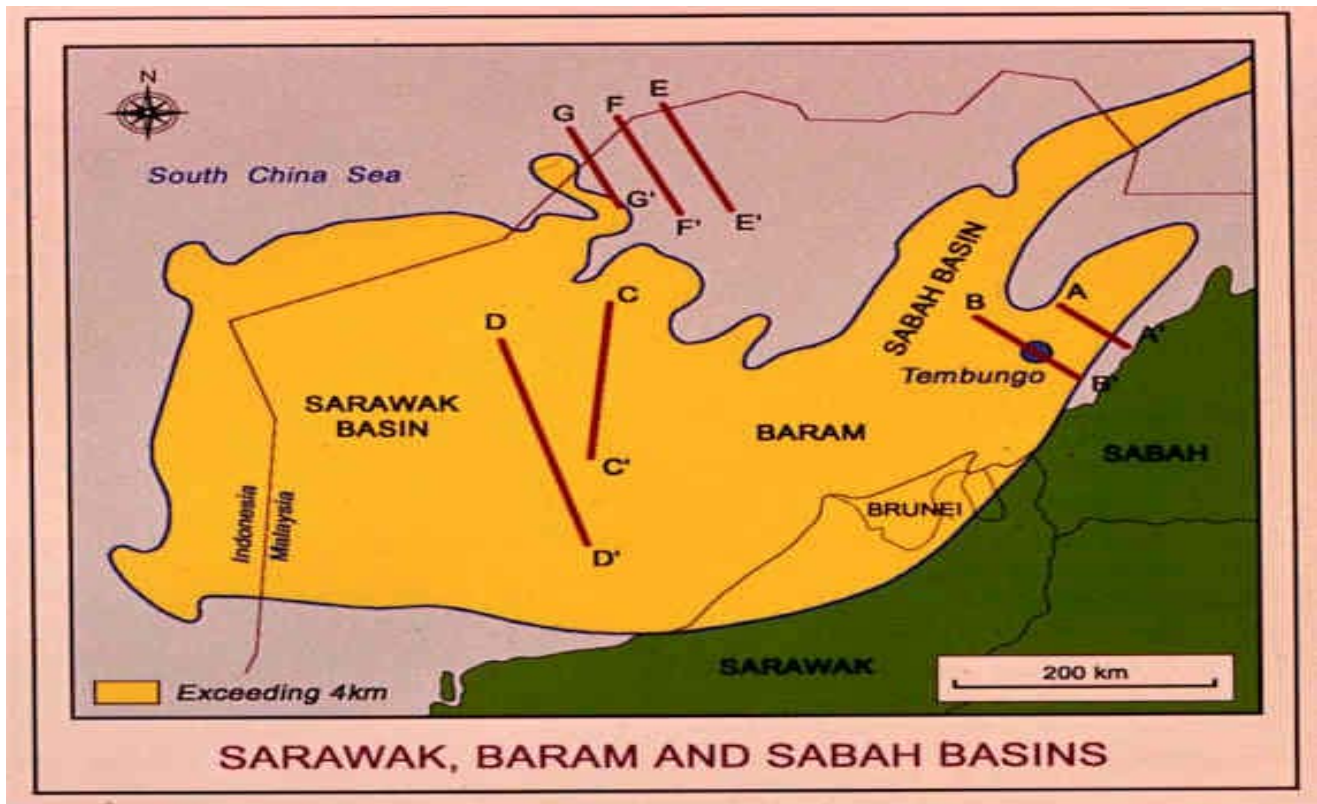 N
South China Sea
G
F
E
G'
F'
E'
SABAH BASIN
C
D
B
A
A'
Tembungo
B'
SARAWAK
BASIN
BARAM
C'
SABAH
BRUNEI
Indonesia
Malaysia
D'
SARAWAK
200 km
Exceeding 4km
SARAWAK, BARAM AND SABAH BASINS